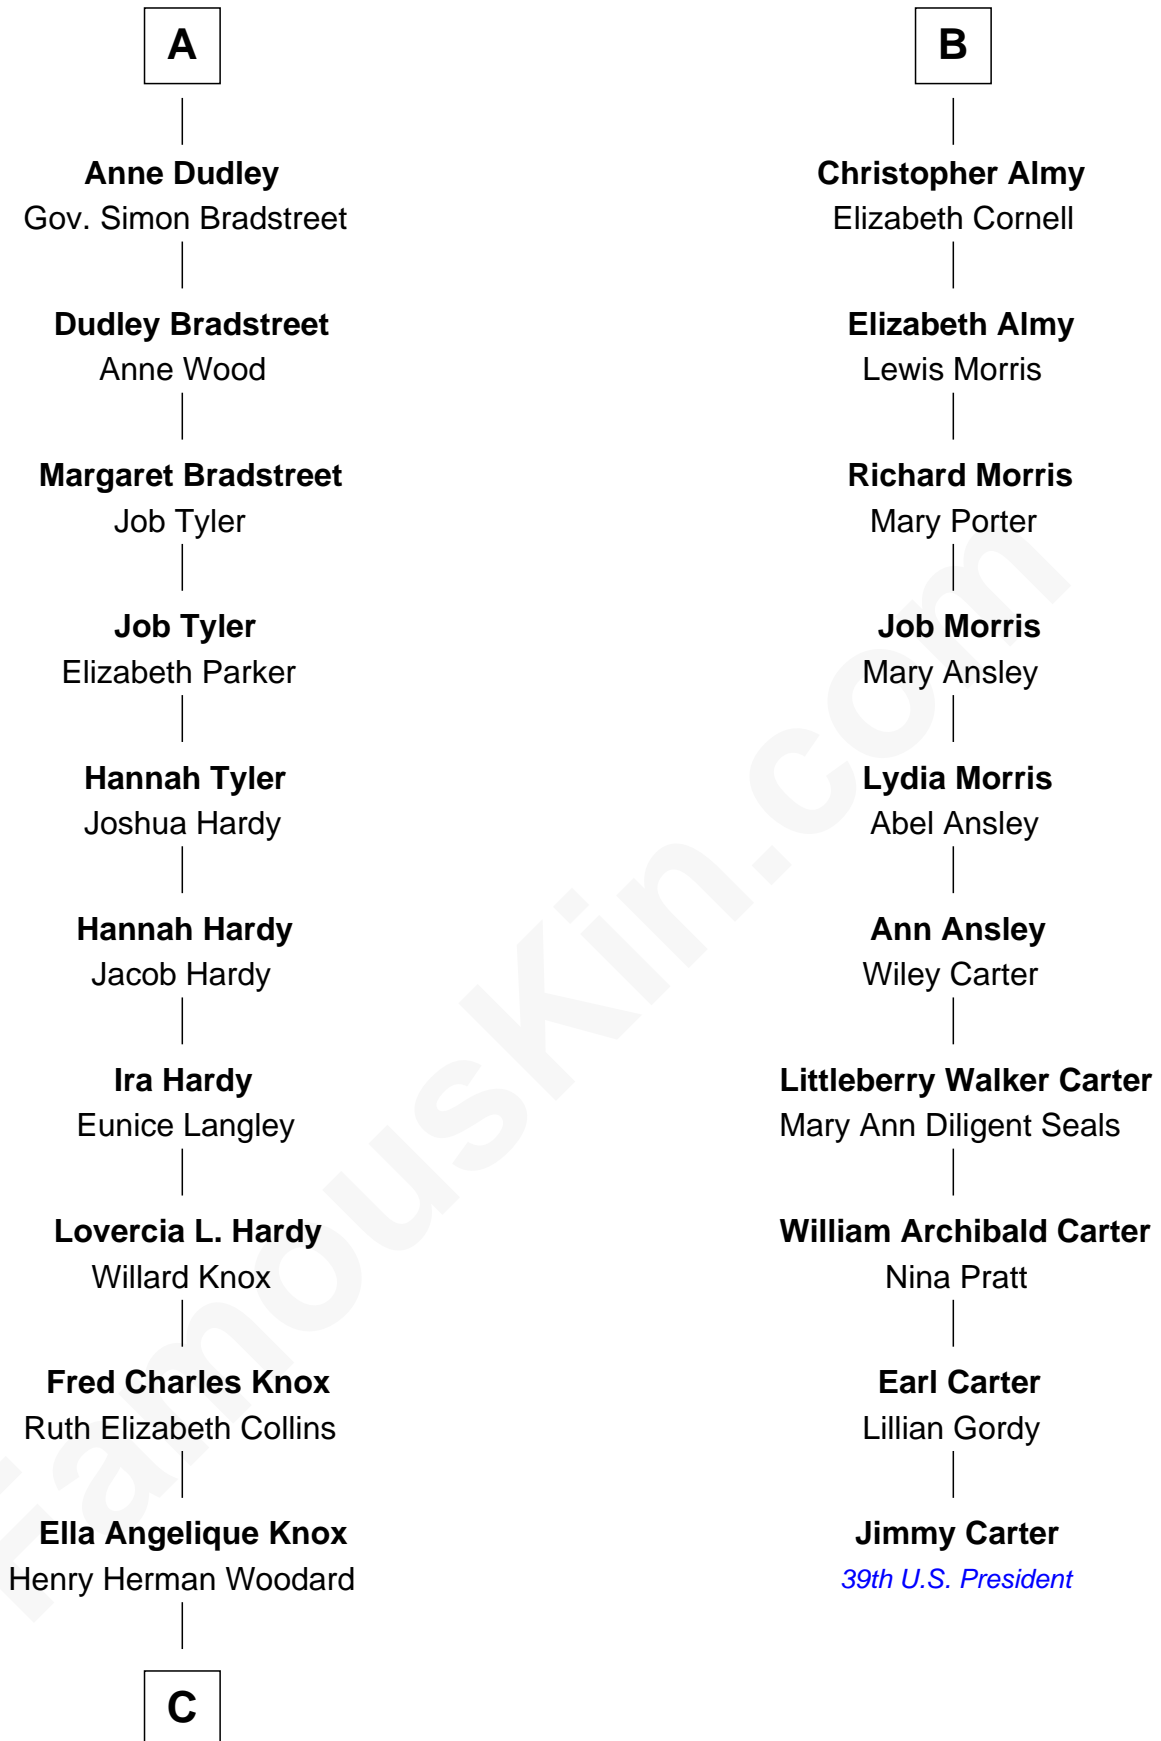 A
Anne Dudley
Gov. Simon Bradstreet
Dudley Bradstreet
Anne Wood
Margaret Bradstreet
Job Tyler
Job Tyler
Elizabeth Parker
Hannah Tyler
Joshua Hardy
Hannah Hardy
Jacob Hardy
Ira Hardy
Eunice Langley
Lovercia L. Hardy
Willard Knox
Fred Charles Knox
Ruth Elizabeth Collins
Ella Angelique Knox
Henry Herman Woodard
C
B
Christopher Almy
Elizabeth Cornell
Elizabeth Almy
Lewis Morris
Richard Morris
Mary Porter
Job Morris
Mary Ansley
Lydia Morris
Abel Ansley
Ann Ansley
Wiley Carter
Littleberry Walker Carter
Mary Ann Diligent Seals
William Archibald Carter
Nina Pratt
Earl Carter
Lillian Gordy
Jimmy Carter
39th U.S. President
FamousKin.com